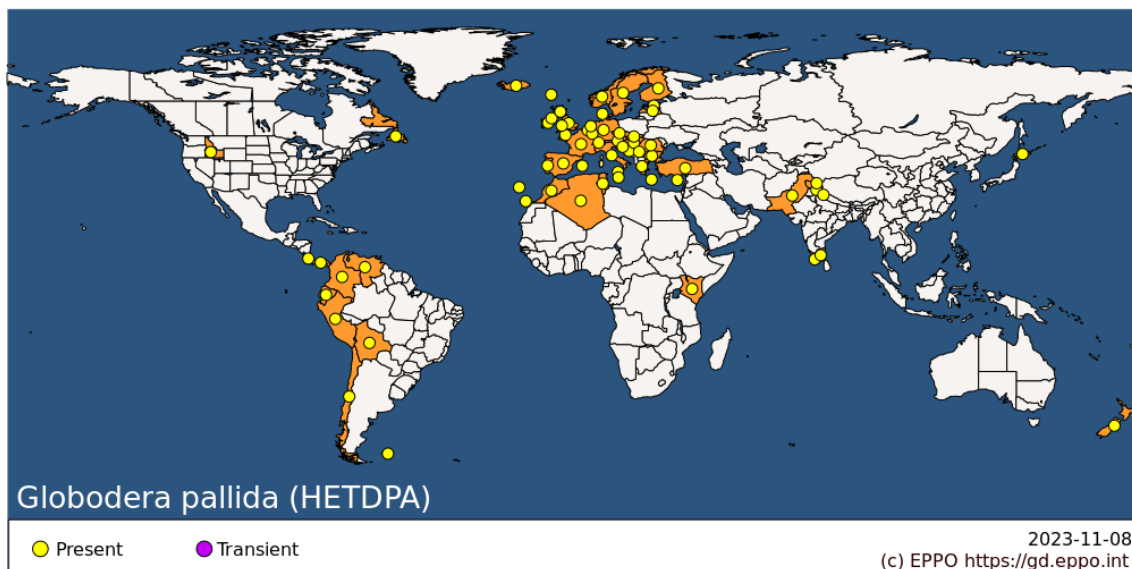 Globodera pallida (HETDPA)
Present
Transient
2023-11-08
(c) EPPO https://gd.eppo.int